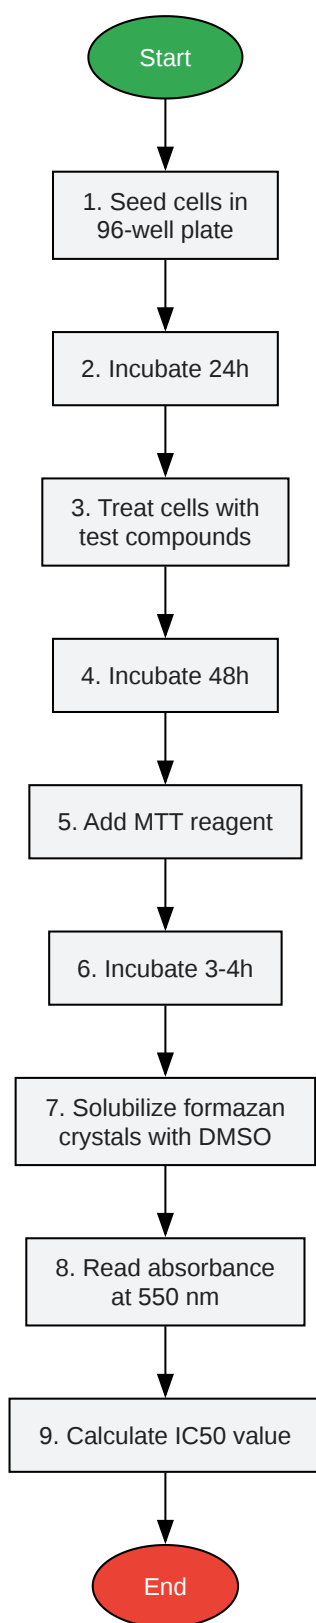 Start
1. Seed cells in
96-well plate
2. Incubate 24h
3. Treat cells with
test compounds
4. Incubate 48h
5. Add MTT reagent
6. Incubate 3-4h
7. Solubilize formazan
crystals with DMSO
8. Read absorbance
at 550 nm
9. Calculate IC50 value
End